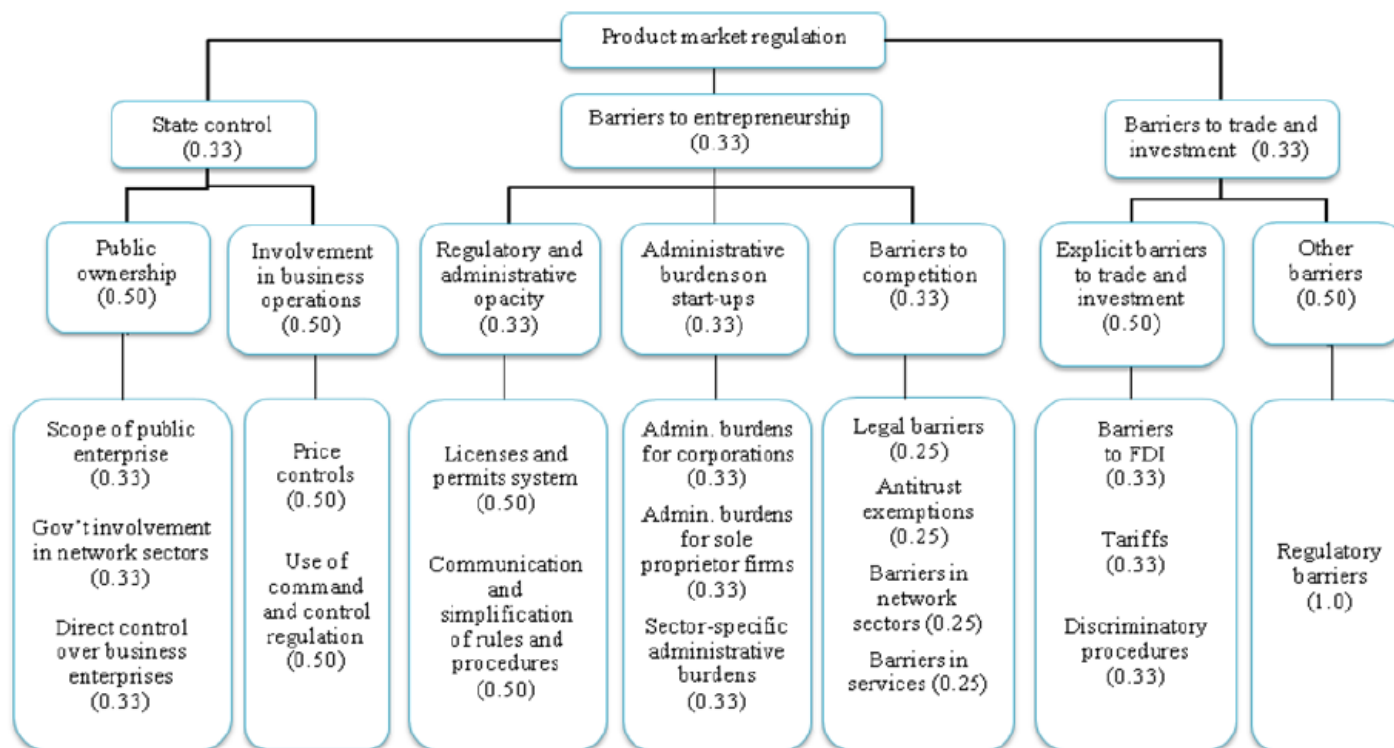 Product market regulation
State control
(0.33)
Barriers to entrepreneurship
(0.33)
Barriers to trade and
investment (0.33)
Public
ownership
(0.50)
Involvement
in business
operations
(0.50)
Regulatory and
administrative
opacity
(0.33)
Administrative
burdens on
start-ups
(0.33)
Barriers to
competition
(0.33)
Explicit barriers
to trade and
investment
(0.50)
Other
barriers
(0.50)
Scope of public
enterprise
(0.33)
Gov't involvement
in network sectors
(0.33)
Direct control
over business
enterprises
(0.33)
Price
controls
(0.50)
Use of
command
and control
regulation
(0.50)
Licenses and
permits system
(0.50)
Communication
and
simplification
of rules and
procedures
(0.50)
Admin. burdens
for corporations
(0.33)
Admin. burdens
for sole
proprietor firms
(0.33)
Sector-specific
administrative
burdens
(0.33)
Legal barriers
(0.25)
Antitrust
exemptions
(0.25)
Barriers in
network
sectors (0.25)
Barriers in
services (0.25)
Barriers
to FDI
(0.33)
Tariffs
(0.33)
Discriminatory
procedures
(0.33)
Regulatory
barriers
(1.0)